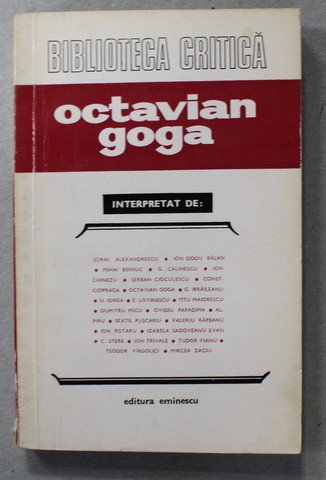 BIBLIOTECA CRITICĂ
octavian
goga
INTERPRETAT DE:
SORIN ALEXANDRESCU ◆ ION DODU BĂLAN
◆ MIHAI BENIUC ◆ G. CĂLINESCU ◆ ION
CHINEZU ◆ ȘERBAN CIOCULESCU ◆ CONST.
CIOPRAGA ◆ OCTAVIAN GOGA ◆ G. IBRĂILEANU
◆ N. IORGA ◆ E. LOVINESCU ◆ TITU MAIORESCU
◆ DUMITRU MICU ◆ OVIDIU PAPADIMA ◆ AL.
PIRU ◆ SEXTIL PUȘCARIU ◆ VALERIU RÂPEANU
◆ ION ROTARU ◆ IZABELA SADOVEANU EVAN
◆ C. STERE ◆ ION TRIVALE ◆ TUDOR VIANU ◆
TEODOR VÎRGOLICI ◆ MIRCEA ZACIU
editura eminescu